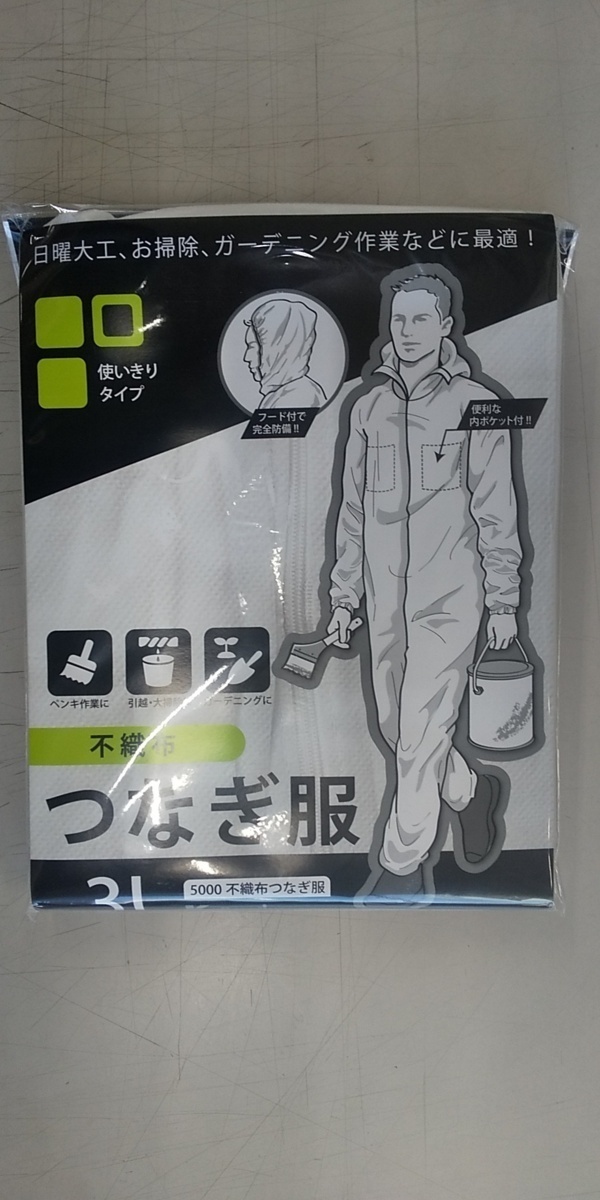 日曜大工、お掃除、ガーデニング作業などに最適！
使いきり
タイプ
フード付で
完全防備!!
便利な
内ポケット付!!
ペンキ作業に
引越・大掃除
ガーデニングに
不織布
つなぎ服
3L
5000 不織布つなぎ服